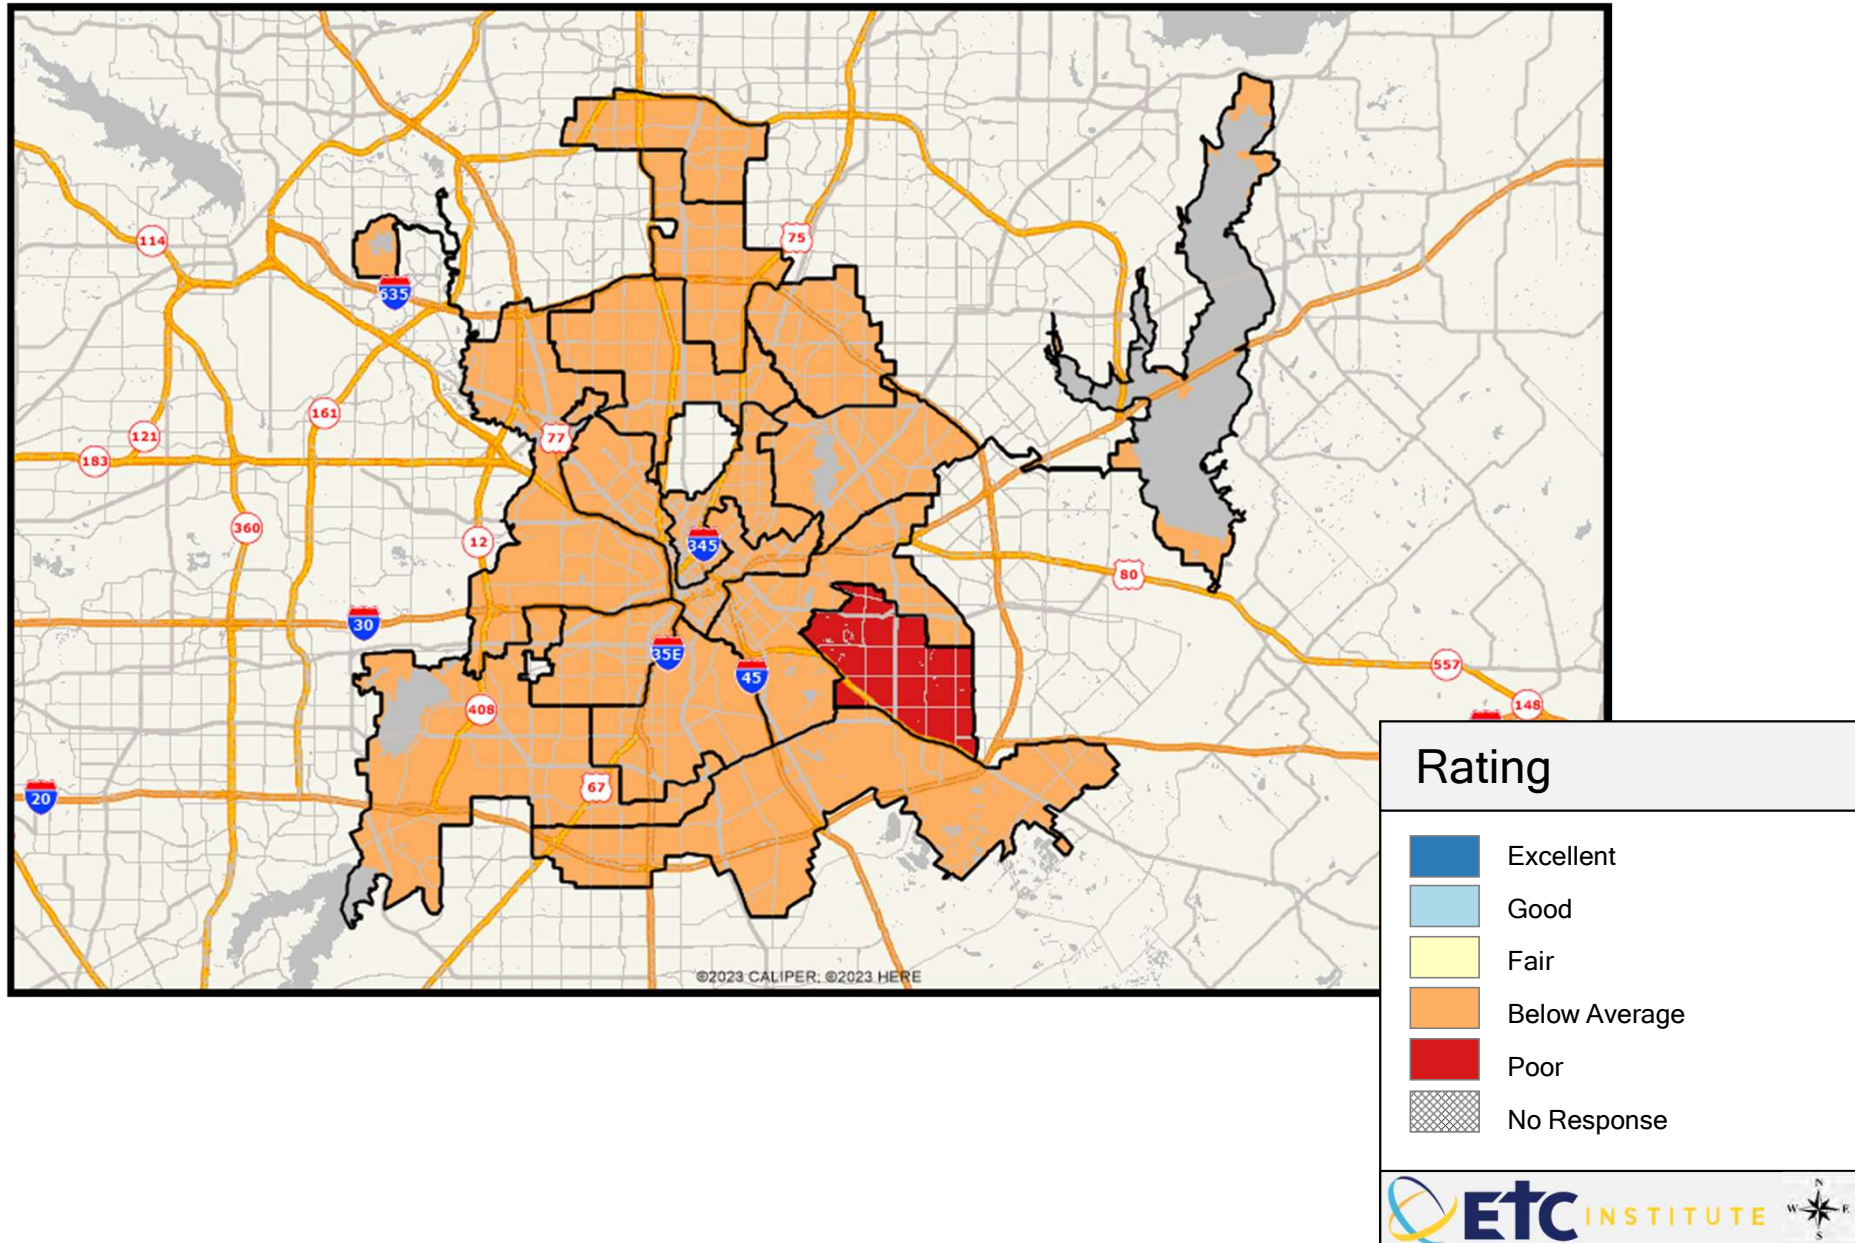 114
75
635
161
121
77
183
360
12
345
80
30
35E
45
557
408
148
67
20
©2023 CALIPER; ©2023 HERE
Rating
Excellent
Good
Fair
Below Average
Poor
No Response
N
W E
S
ETC INSTITUTE